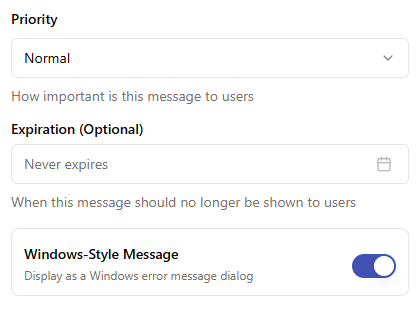 Priority
Normal
How important is this message to users
Expiration (Optional)
Never expires
When this message should no longer be shown to users
Windows-Style Message
Display as a Windows error message dialog